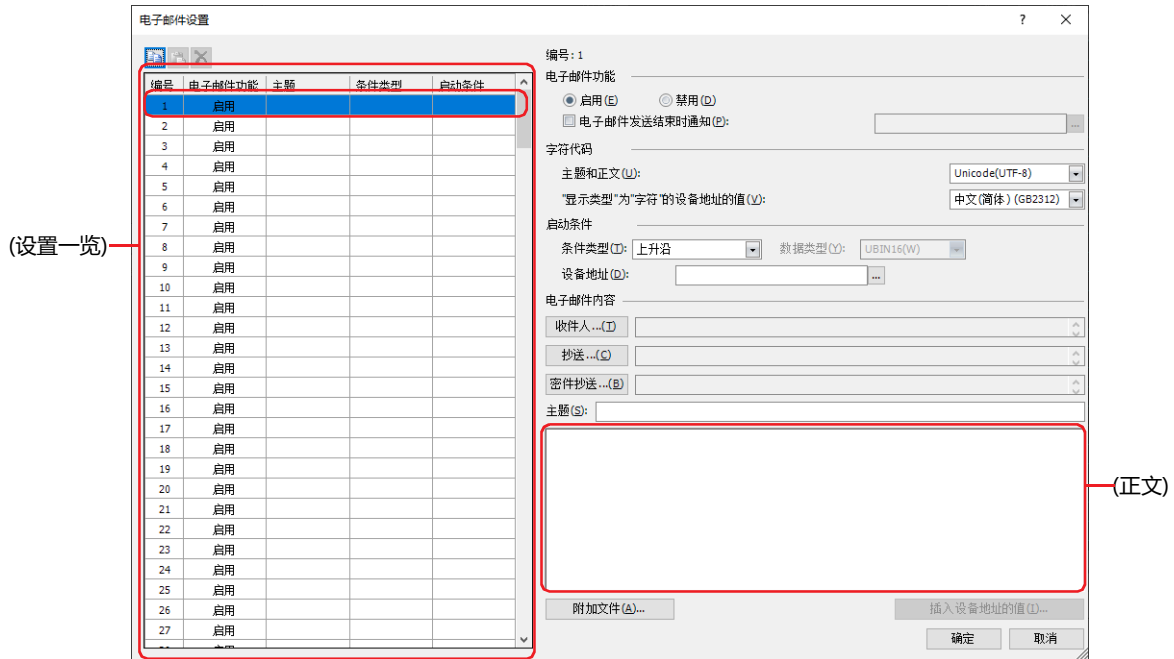 电子邮件设置
编号 电子邮件功能 主题 条件类型 启动条件
1 启用
2 启用
3 启用
4 启用
5 启用
6 启用
7 启用
8 启用
9 启用
10 启用
11 启用
12 启用
13 启用
14 启用
15 启用
16 启用
17 启用
18 启用
19 启用
20 启用
21 启用
22 启用
23 启用
24 启用
25 启用
26 启用
27 启用
(设置一览)
编号:1
电子邮件功能
启用(E) 禁用(D)
电子邮件发送结束时通知(P): ...
字符代码
主题和正文(U): Unicode(UTF-8)
"显示类型"为"字符"的设备地址的值(V): 中文(简体) (GB2312)
启动条件
条件类型(T): 上升沿 数据类型(Y): UBIN16(W)
设备地址(D): ...
电子邮件内容
收件人...(T)
抄送...(C)
密件抄送...(B)
主题(S):
(正文)
附加文件(A)... 插入设备地址的值(I)...
确定 取消